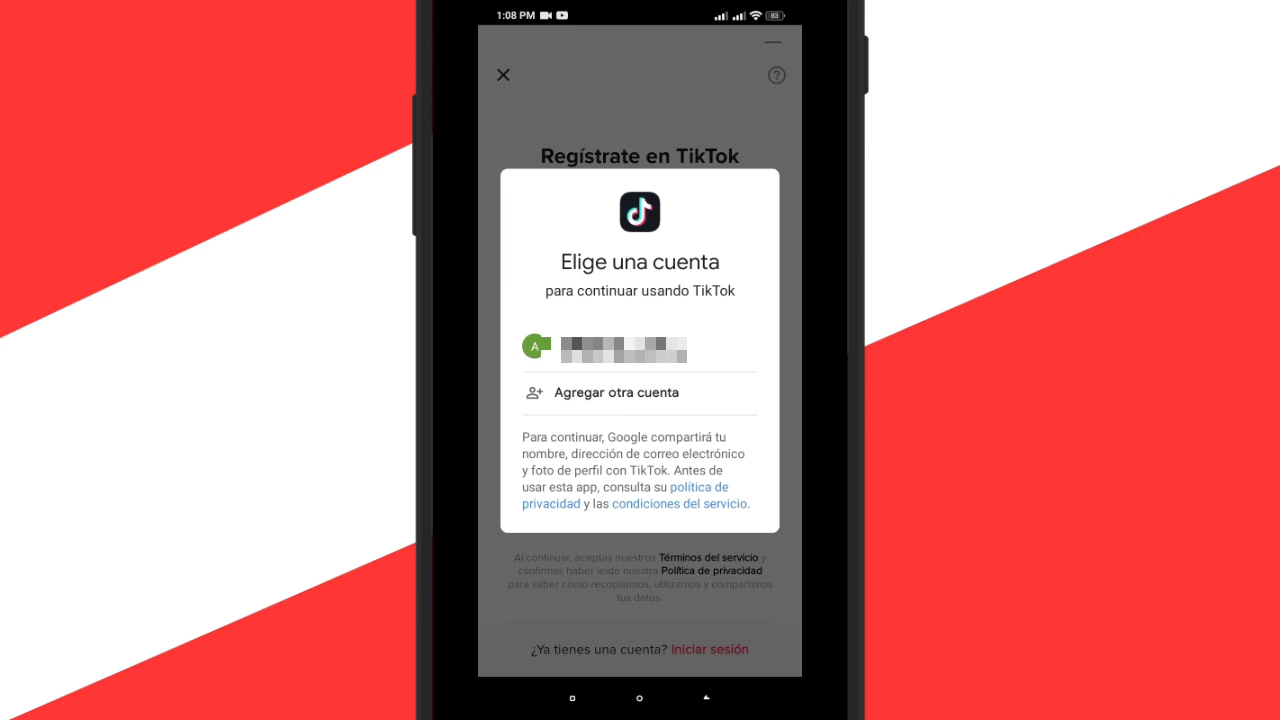 1:08 PM
83
Regístrate en TikTok
Elige una cuenta
para continuar usando TikTok
A
Agregar otra cuenta
Para continuar, Google compartirá tu
nombre, dirección de correo electrónico
y foto de perfil con TikTok. Antes de
usar esta app, consulta su política de
privacidad y las condiciones del servicio.
Al continuar, aceptas nuestros Términos del servicio y
confirmas haber leído nuestra Política de privacidad
para saber cómo recopilamos, utilizamos y compartimos
tus datos.
¿Ya tienes una cuenta? Iniciar sesión